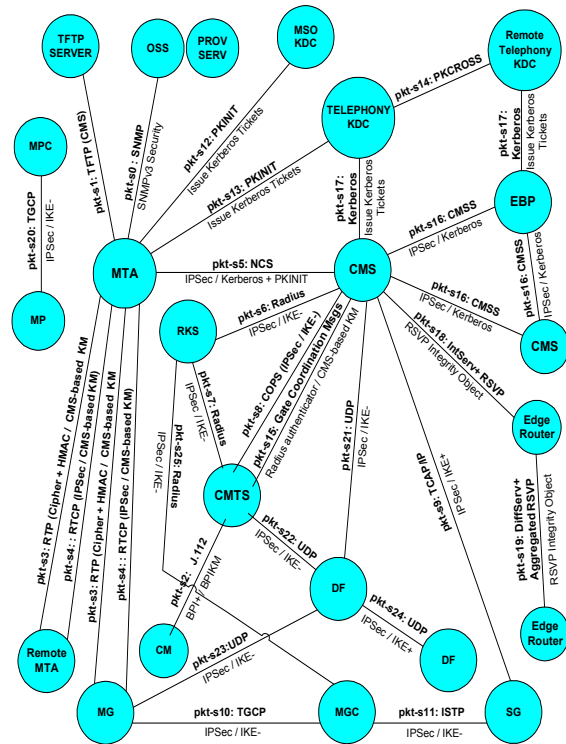 TFTP
SERVER
OSS
PROV
SERV
MSO
KDC
Remote
Telephony
KDC
TELEPHONY
KDC
MPC
EBP
MTA
CMS
MP
RKS
CMS
Edge
Router
CMTS
DF
CM
DF
Edge
Router
Remote
MTA
MG
MGC
SG
pkt-s1: TFTP (CMS)
pkt-s0 : SNMP
SNMPv3 Security
pkt-s12: PKINIT
Issue Kerberos Tickets
pkt-s13: PKINIT
Issue Kerberos Tickets
pkt-s14: PKCROSS
pkt-s17:
Kerberos
Issue Kerberos
Tickets
pkt-s17:
Kerberos
Issue Kerberos
Tickets
pkt-s20: TGCP
IPSec / IKE-
pkt-s5: NCS
IPSec / Kerberos + PKINIT
pkt-s16: CMSS
IPSec / Kerberos
pkt-s16: CMSS
IPSec / Kerberos
pkt-s16: CMSS
IPSec / Kerberos
pkt-s6: Radius
IPSec / IKE-
pkt-s7: Radius
IPSec / IKE-
pkt-s25: Radius
IPSec / IKE-
pkt-s8: COPS (IPSec / IKE-)
pkt-s15: Gate Coordination Msgs
Radius authenticator / CMS-based KM
pkt-s21: UDP
IPSec / IKE-
pkt-s18: IntServ+ RSVP
RSVP Integrity Object
pkt-s9: TCAP/IP
IPSec / IKE+
pkt-s19: DiffServ+
Aggregated RSVP
RSVP Integrity Object
pkt-s3: RTP (Cipher + HMAC / CMS-based KM
pkt-s4: : RTCP (IPSec / CMS-based KM)
pkt-s3: RTP (Cipher + HMAC / CMS-based KM
pkt-s4: : RTCP (IPSec / CMS-based KM)
pkt-s2: J.112
BPI+ / BPIKM
pkt-s22: UDP
IPSec / IKE-
pkt-s24: UDP
IPSec / IKE+
pkt-s23:UDP
IPSec / IKE-
pkt-s10: TGCP
IPSec / IKE-
pkt-s11: ISTP
IPSec / IKE-